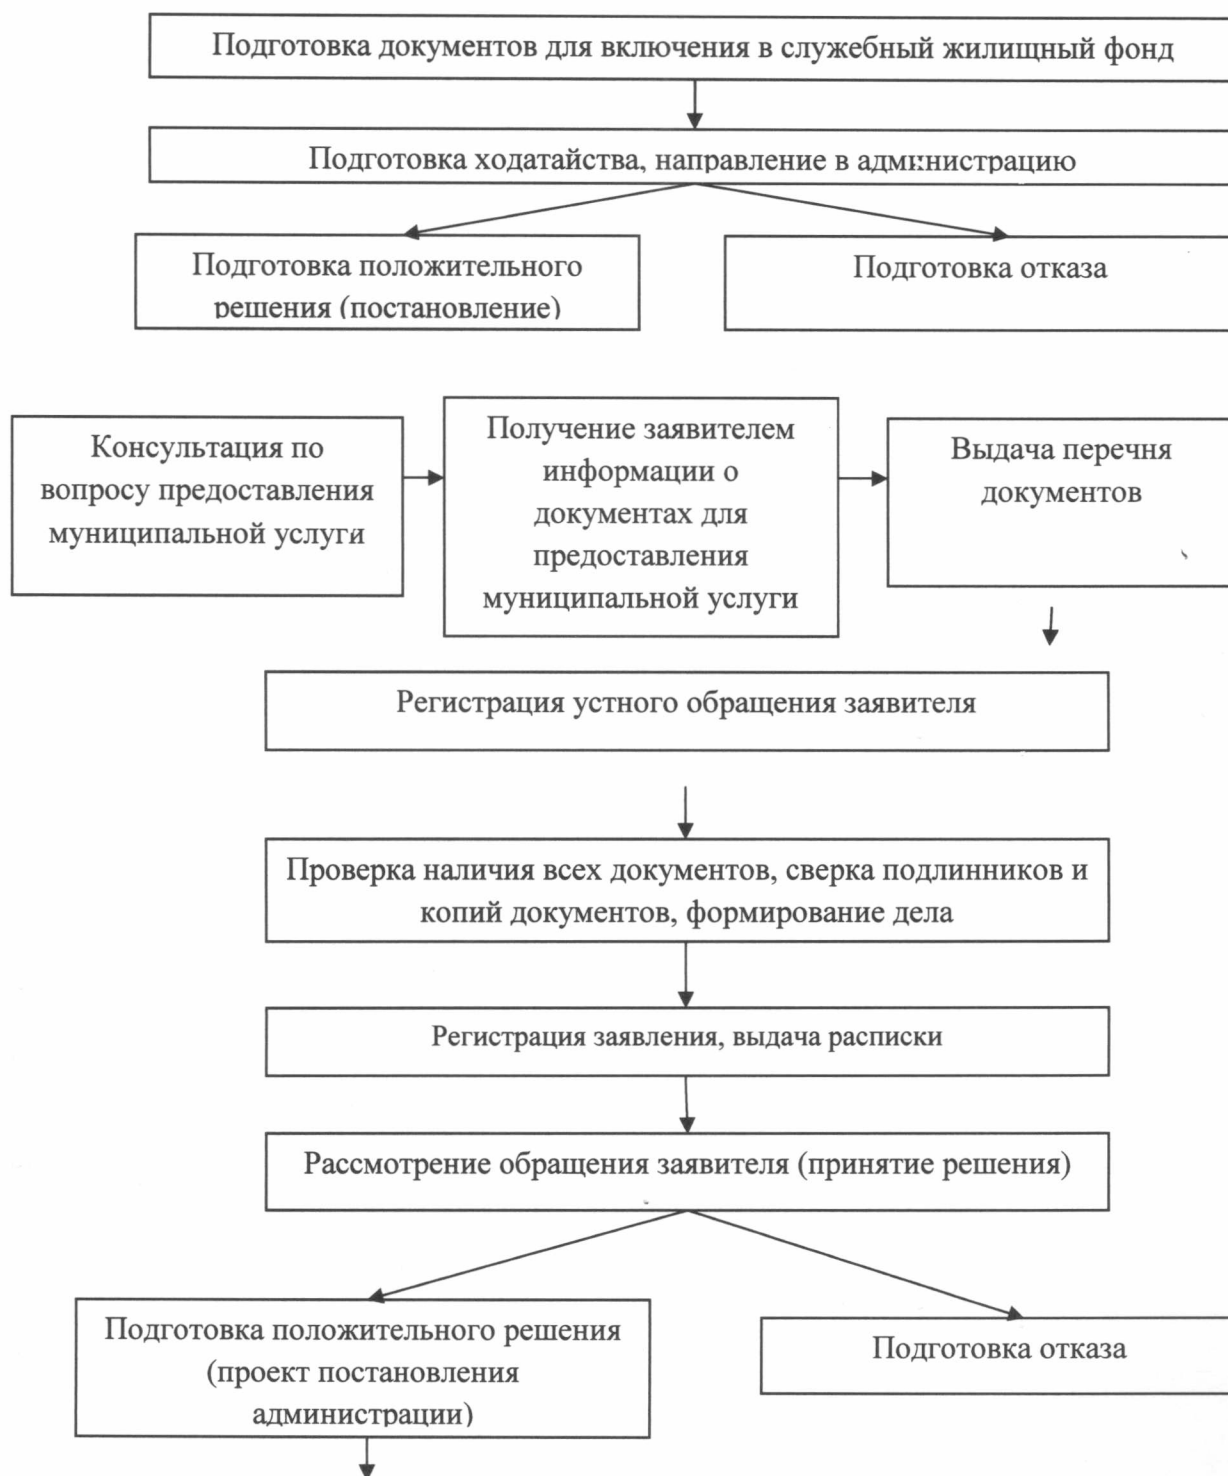 Подготовка документов для включения в служебный жилищный фонд
Подготовка ходатайства, направление в администрацию
Подготовка положительного
решения (постановление)
Подготовка отказа
Консультация по
вопросу предоставления
муниципальной услуги
Получение заявителем
информации о
документах для
предоставления
муниципальной услуги
Выдача перечня
документов
Регистрация устного обращения заявителя
Проверка наличия всех документов, сверка подлинников и
копий документов, формирование дела
Регистрация заявления, выдача расписки
Рассмотрение обращения заявителя (принятие решения)
Подготовка положительного решения
(проект постановления
администрации)
Подготовка отказа